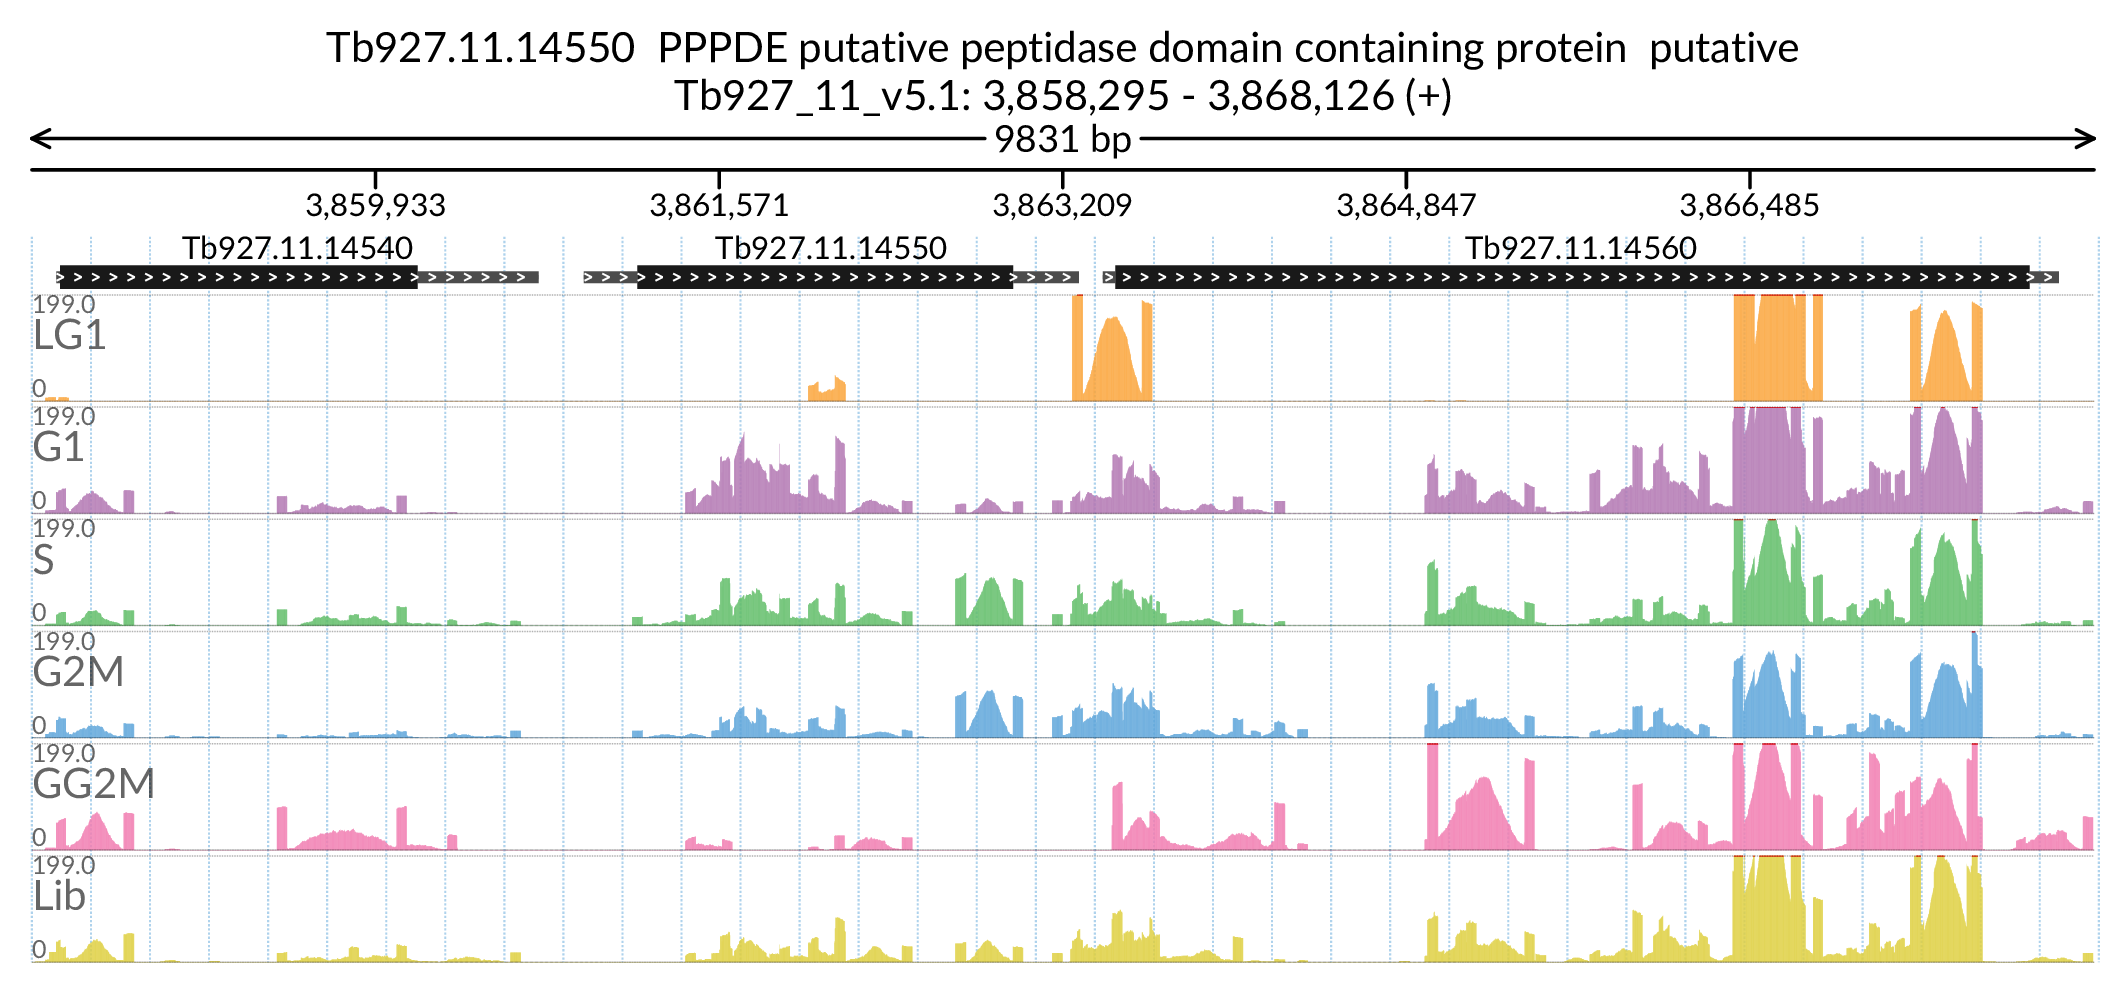 Tb927.11.14550  PPPDE putative peptidase domain containing protein  putative
Tb927_11_v5.1: 3,858,295 - 3,868,126 (+)
9831 bp
3,859,933 3,861,571 3,863,209 3,864,847 3,866,485
Tb927.11.14540 Tb927.11.14550 Tb927.11.14560
199.0
LG1
0
199.0
G1
0
199.0
S
0
199.0
G2M
0
199.0
GG2M
0
199.0
Lib
0